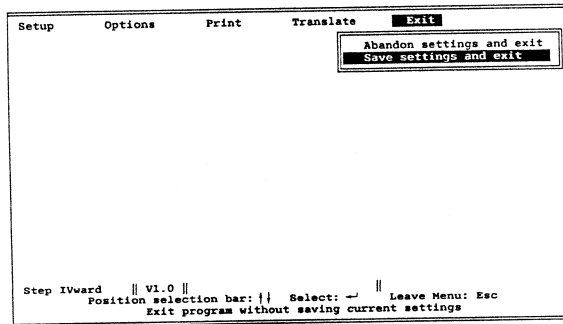 Setup Options Print Translate Exit
Abandon settings and exit
Save settings and exit
Step IVward ‖ V1.0 ‖ ‖
Position selection bar: ↑↓ Select: ↵ Leave Menu: Esc
Exit program without saving current settings